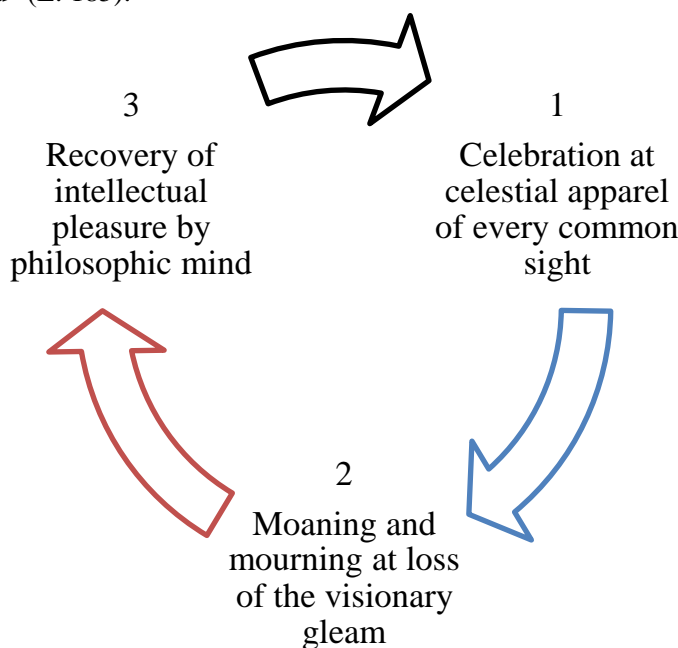 3
Recovery of
intellectual
pleasure by
philosophic mind
1
Celebration at
celestial apparel
of every common
sight
2
Moaning and
mourning at loss
of the visionary
gleam